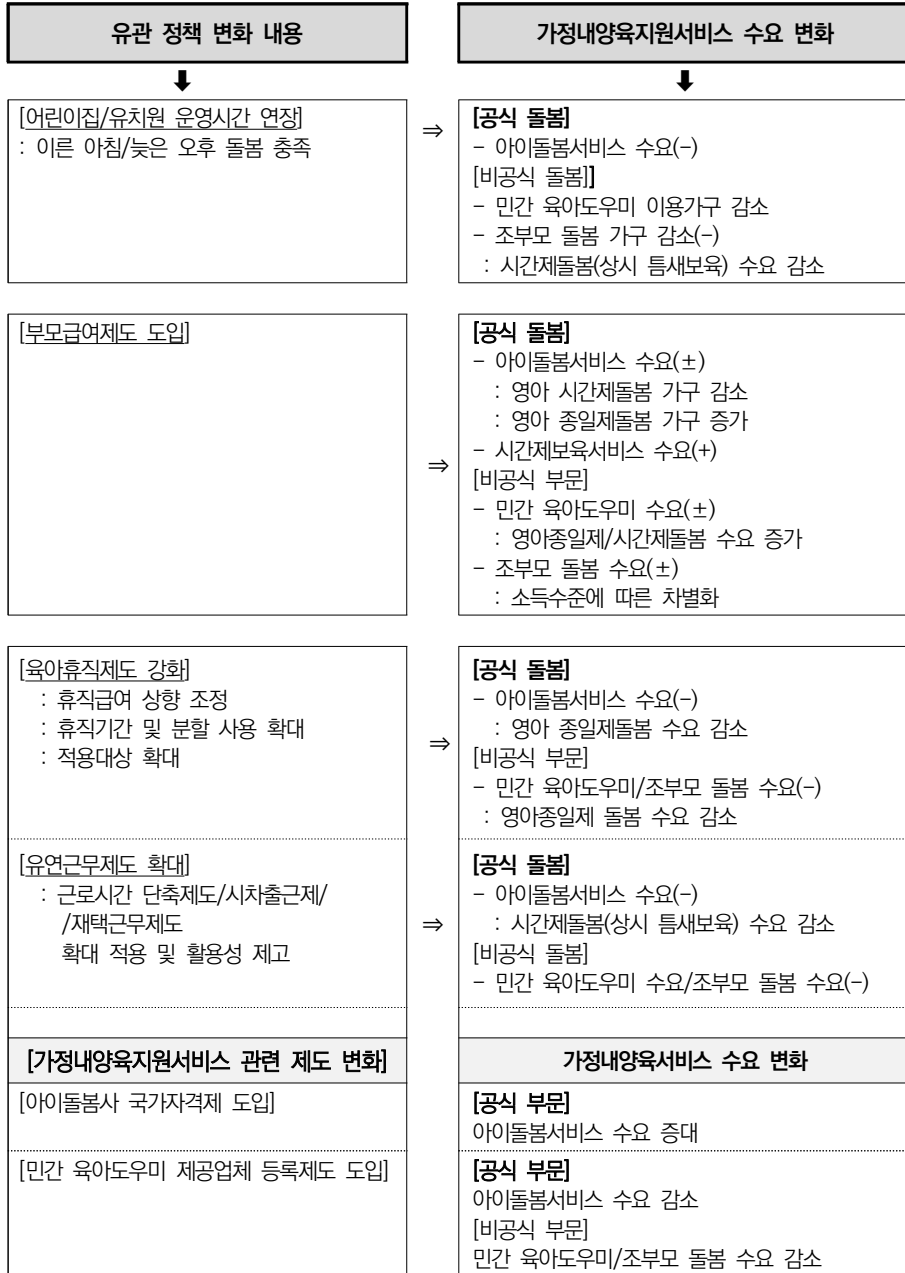 유관 정책 변화 내용
가정내양육지원서비스 수요 변화
⬇
⬇
[어린이집/유치원 운영시간 연장]
: 이른 아침/늦은 오후 돌봄 충족
⇒
[공식 돌봄]
- 아이돌봄서비스 수요(-)
[비공식 돌봄]]
- 민간 육아도우미 이용가구 감소
- 조부모 돌봄 가구 감소(-)
: 시간제돌봄(상시 틈새보육) 수요 감소
[부모급여제도 도입]
⇒
[공식 돌봄]
- 아이돌봄서비스 수요(±)
: 영아 시간제돌봄 가구 감소
: 영아 종일제돌봄 가구 증가
- 시간제보육서비스 수요(+)
[비공식 부문]
- 민간 육아도우미 수요(±)
: 영아종일제/시간제돌봄 수요 증가
- 조부모 돌봄 수요(±)
: 소득수준에 따른 차별화
[육아휴직제도 강화]
: 휴직급여 상향 조정
: 휴직기간 및 분할 사용 확대
: 적용대상 확대
⇒
[공식 돌봄]
- 아이돌봄서비스 수요(-)
: 영아 종일제돌봄 수요 감소
[비공식 부문]
- 민간 육아도우미/조부모 돌봄 수요(-)
: 영아종일제 돌봄 수요 감소
[유연근무제도 확대]
: 근로시간 단축제도/시차출근제/
/재택근무제도
확대 적용 및 활용성 제고
⇒
[공식 돌봄]
- 아이돌봄서비스 수요(-)
: 시간제돌봄(상시 틈새보육) 수요 감소
[비공식 돌봄]
- 민간 육아도우미 수요/조부모 돌봄 수요(-)
[가정내양육지원서비스 관련 제도 변화]
가정내양육서비스 수요 변화
[아이돌봄사 국가자격제 도입]
[공식 부문]
아이돌봄서비스 수요 증대
[민간 육아도우미 제공업체 등록제도 도입]
[공식 부문]
아이돌봄서비스 수요 감소
[비공식 부문]
민간 육아도우미/조부모 돌봄 수요 감소